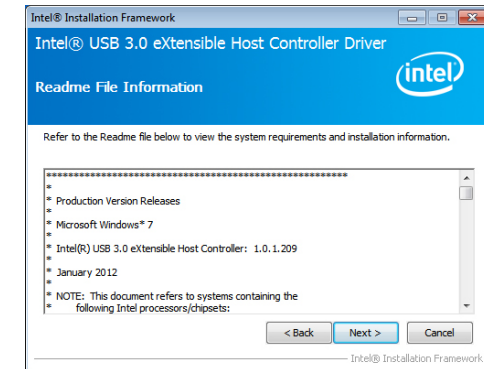 Intel® Installation Framework
Intel® USB 3.0 eXtensible Host Controller Driver
intel
Readme File Information
Refer to the Readme file below to view the system requirements and installation information.
*******************************************************
*
* Production Version Releases
*
* Microsoft Windows* 7
*
* Intel(R) USB 3.0 eXtensible Host Controller: 1.0.1.209
*
* January 2012
*
* NOTE: This document refers to systems containing the
* following Intel processors/chipsets:
< Back Next > Cancel
Intel® Installation Framework